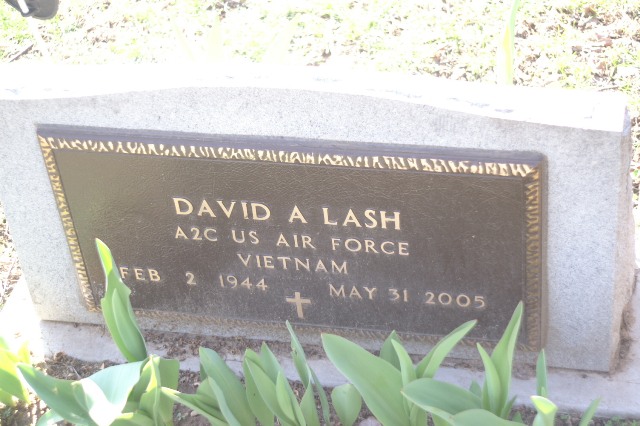 DAVID A LASH
A2C US AIR FORCE
VIETNAM
FEB 2 1944 MAY 31 2005